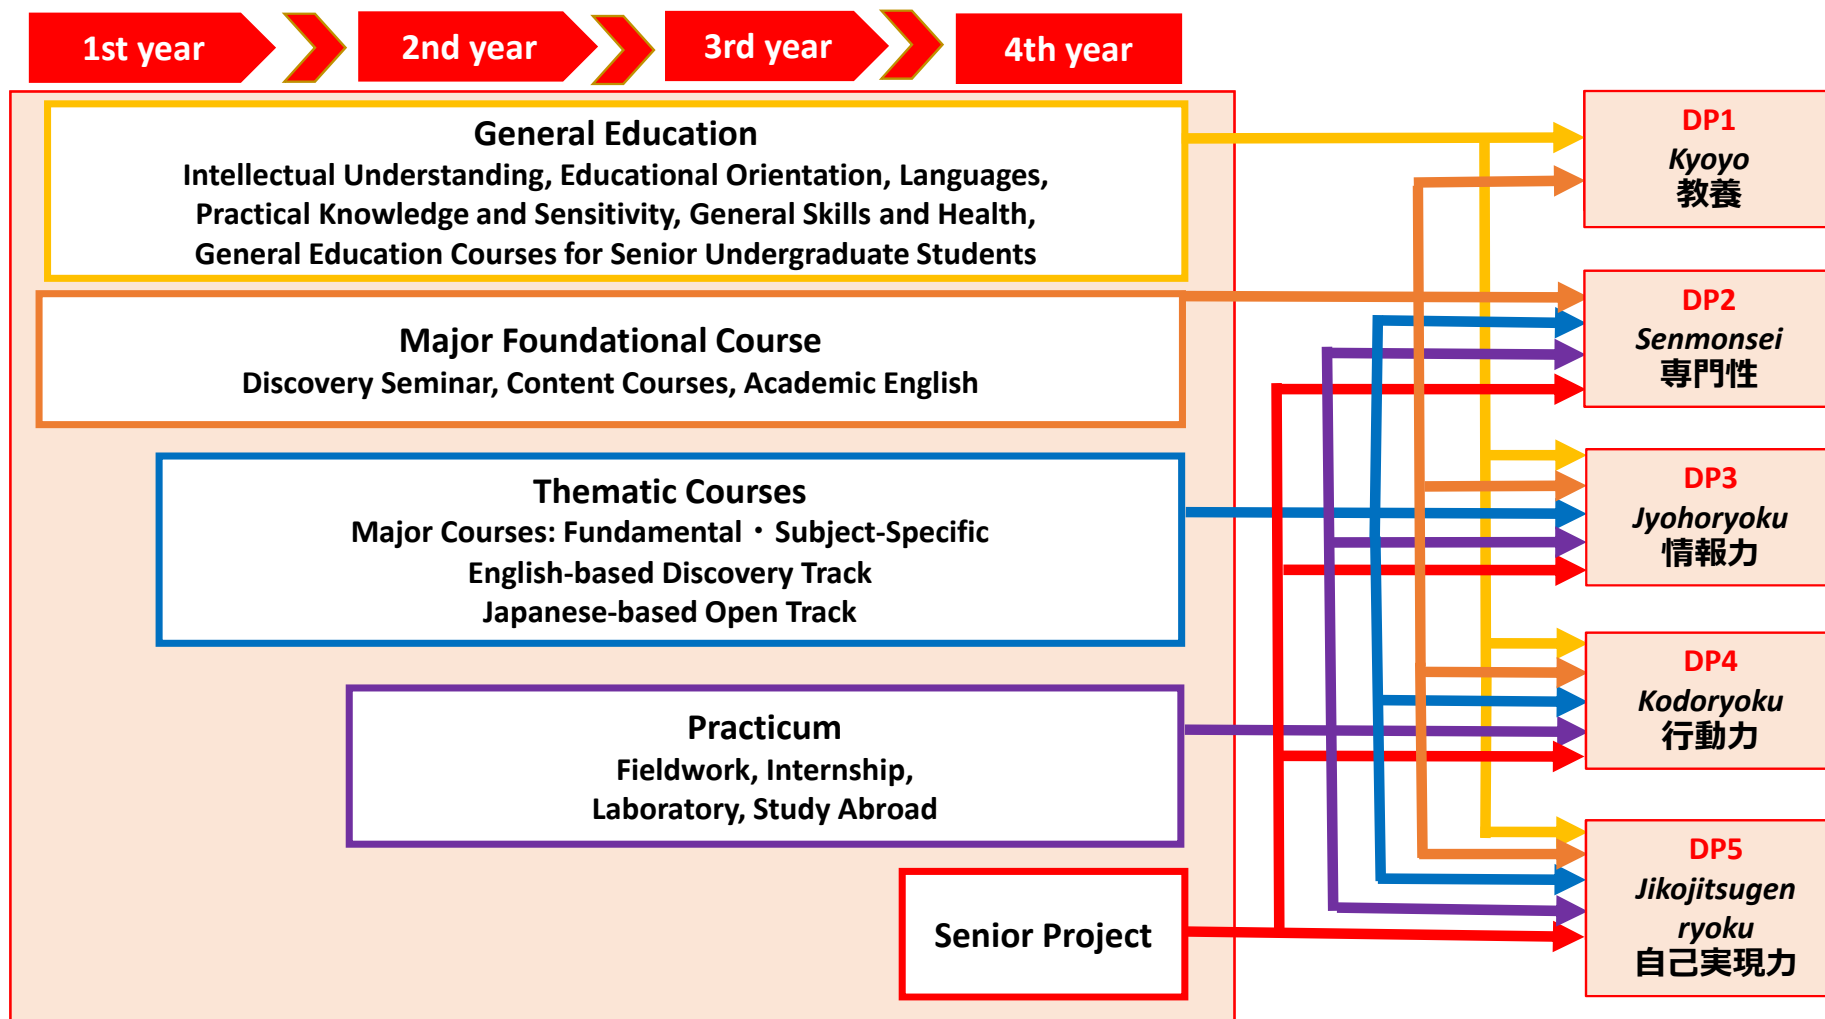 1st year
2nd year
3rd year
4th year
General Education
Intellectual Understanding, Educational Orientation, Languages,
Practical Knowledge and Sensitivity, General Skills and Health,
General Education Courses for Senior Undergraduate Students
Major Foundational Course
Discovery Seminar, Content Courses, Academic English
Thematic Courses
Major Courses: Fundamental・Subject-Specific
English-based Discovery Track
Japanese-based Open Track
Practicum
Fieldwork, Internship,
Laboratory, Study Abroad
Senior Project
DP1
Kyoyo
教養
DP2
Senmonsei
専門性
DP3
Jyohoryoku
情報力
DP4
Kodoryoku
行動力
DP5
Jikojitsugen
ryoku
自己実現力